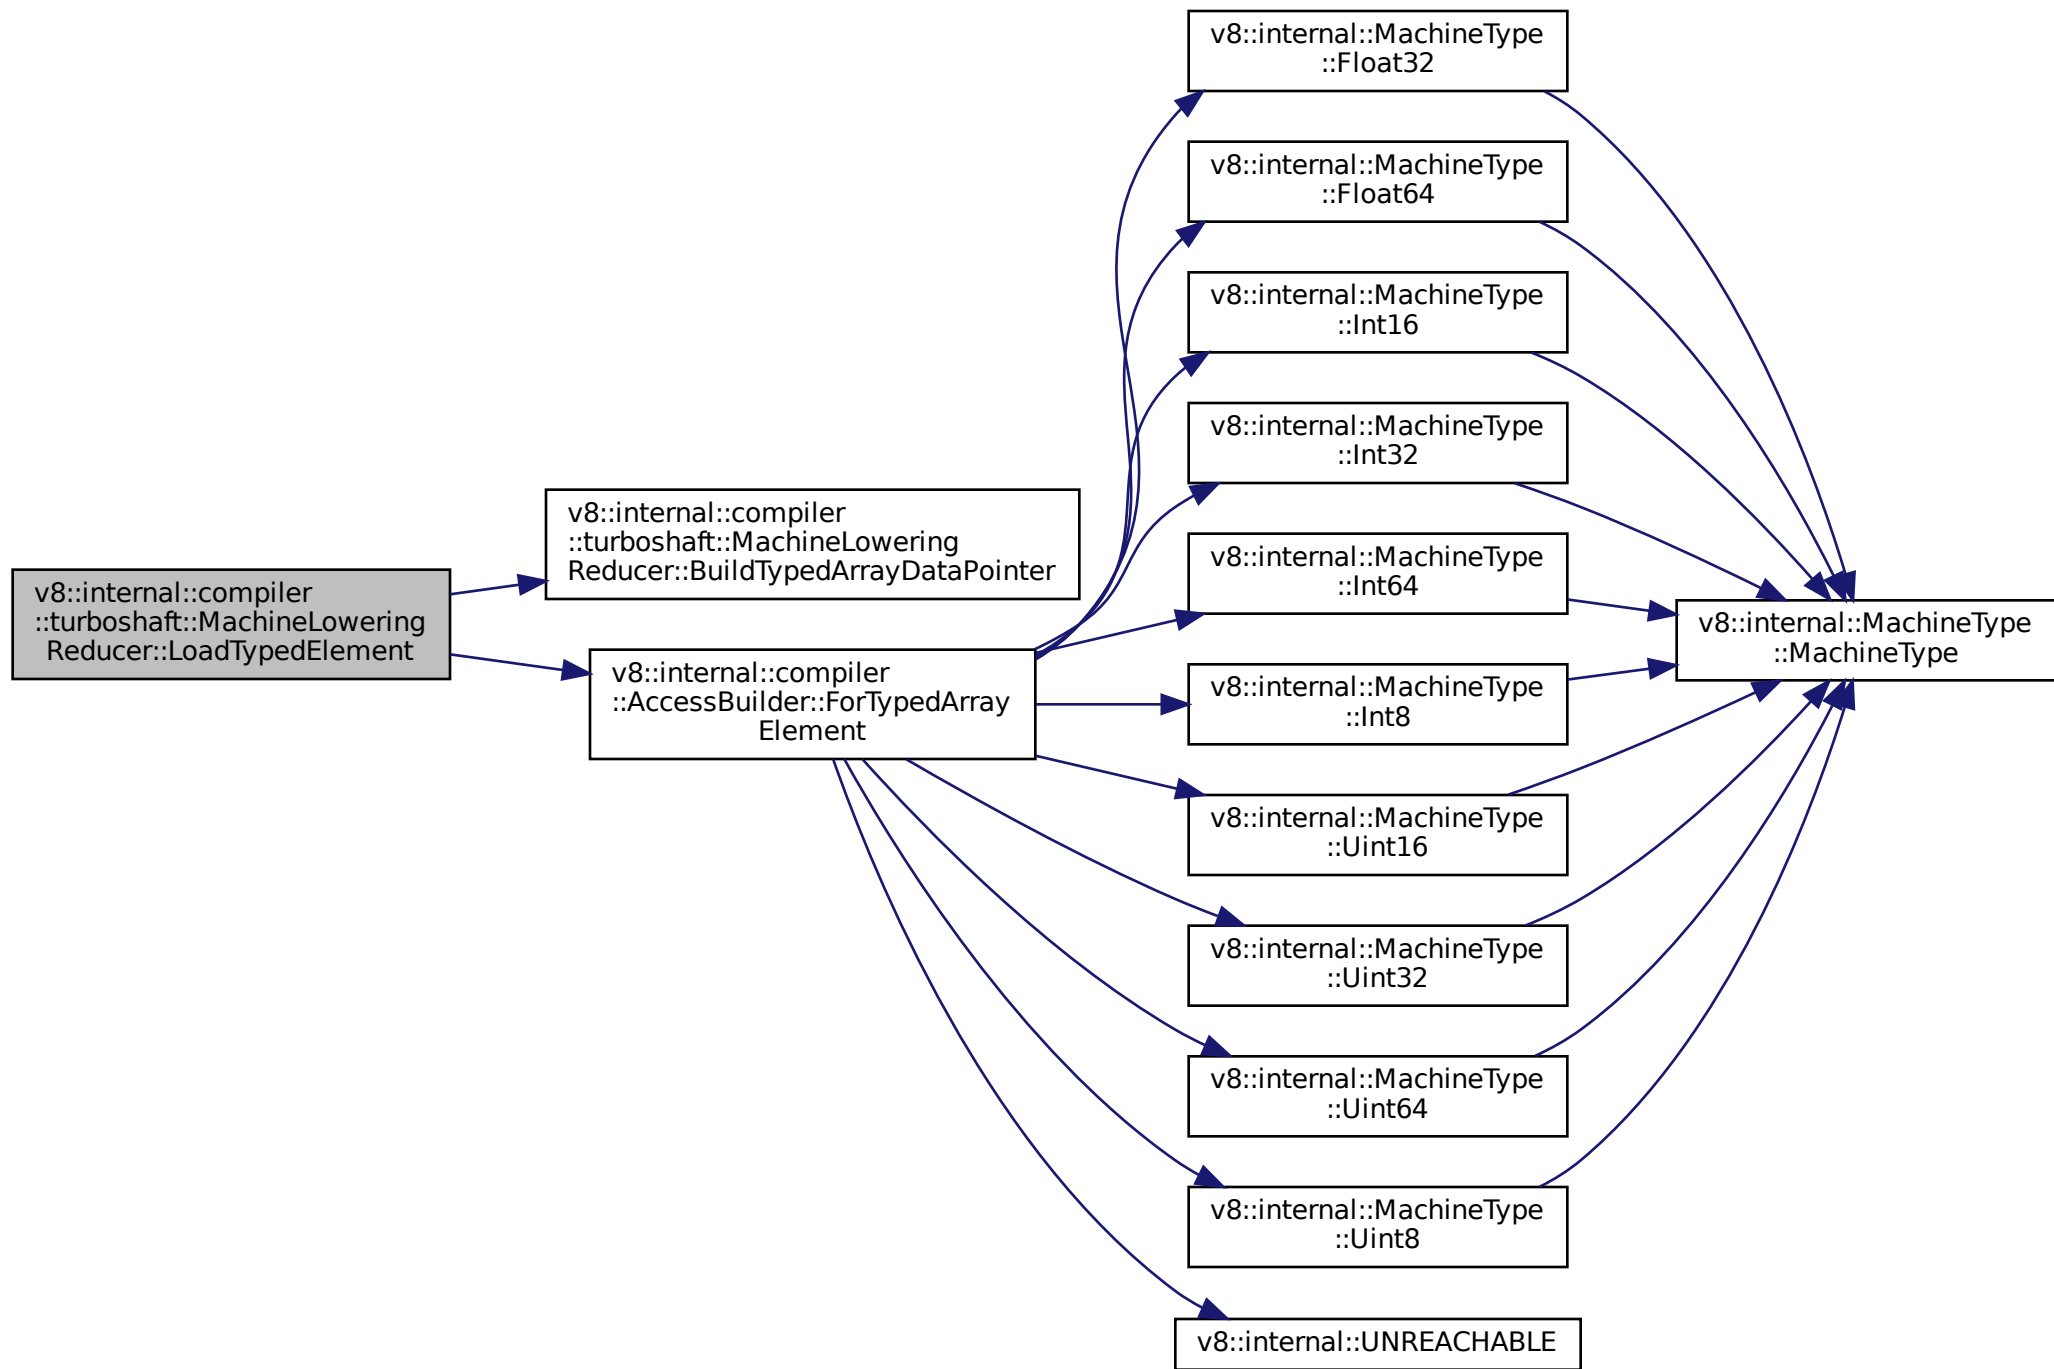 v8::internal::compiler
::turboshaft::MachineLowering
Reducer::LoadTypedElement
v8::internal::compiler
::turboshaft::MachineLowering
Reducer::BuildTypedArrayDataPointer
v8::internal::compiler
::AccessBuilder::ForTypedArray
Element
v8::internal::MachineType
::Float32
v8::internal::MachineType
::Float64
v8::internal::MachineType
::Int16
v8::internal::MachineType
::Int32
v8::internal::MachineType
::Int64
v8::internal::MachineType
::Int8
v8::internal::MachineType
::Uint16
v8::internal::MachineType
::Uint32
v8::internal::MachineType
::Uint64
v8::internal::MachineType
::Uint8
v8::internal::UNREACHABLE
v8::internal::MachineType
::MachineType